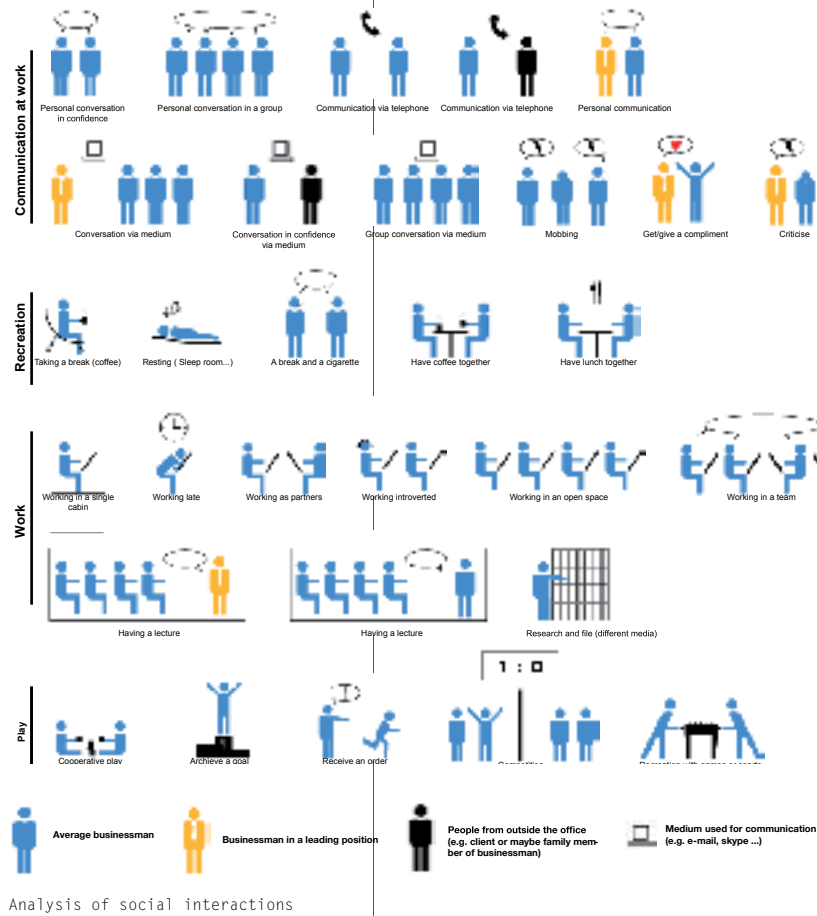 Communication at work
Personal conversation
in confidence
Personal conversation in a group
Communication via telephone
Communication via telephone
Personal communication
Conversation via medium
Conversation in confidence
via medium
Group conversation via medium
Mobbing
Get/give a compliment
Criticise
Recreation
Taking a break (coffee)
Resting ( Sleep room...)
A break and a cigarette
Have coffee together
Have lunch together
Work
Working in a single
cabin
Working late
Working as partners
Working introverted
Working in an open space
Working in a team
Having a lecture
Having a lecture
Research and file (different media)
Play
1 : 0
Cooperative play
Archieve a goal
Receive an order
Competition
Recreation with games or sports
Average businessman
Businessman in a leading position
People from outside the office
(e.g. client or maybe family mem-
ber of businessman)
Medium used for communication
(e.g. e-mail, skype ...)
Analysis of social interactions